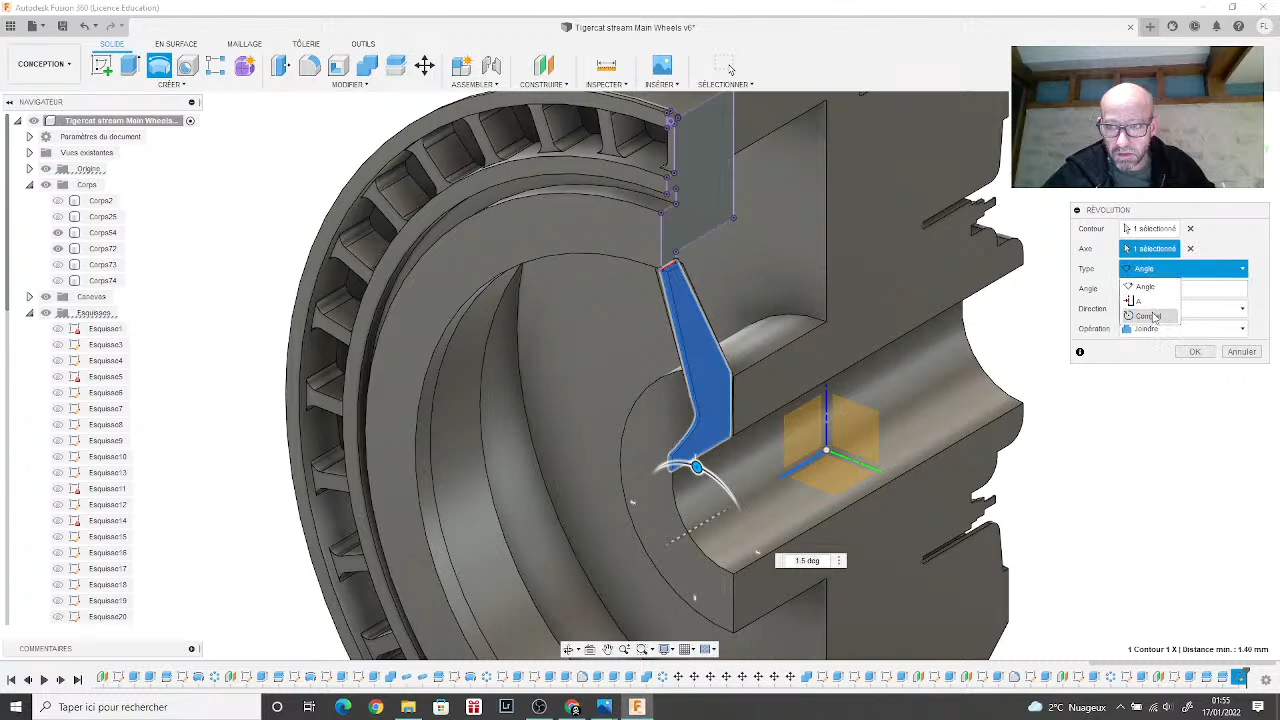 Autodesk Fusion 360 (Licence Education)
Tigercat stream Main Wheels v6*
FL
SOLIDE EN SURFACE MAILLAGE TÔLERIE OUTILS
CONCEPTION
CRÉER MODIFIER ASSEMBLER CONSTRUIRE INSPECTER INSÉRER SÉLECTIONNER
NAVIGATEUR
Tigercat stream Main Wheels...
Paramètres du document
Vues existantes
Origine
Corps
Corps2
Corps25
Corps54
Corps72
Corps73
Corps74
Canevas
Esquisses
Esquisse1
Esquisse3
Esquisse4
Esquisse5
Esquisse6
Esquisse7
Esquisse8
Esquisse9
Esquisse10
Esquisse13
Esquisse11
Esquisse12
Esquisse14
Esquisse15
Esquisse16
Esquisse17
Esquisse18
Esquisse19
Esquisse20
RÉVOLUTION
Contour 1 sélectionné
Axe 1 sélectionné
Type Angle
Angle Angle
A
Direction
Opération Joindre
OK Annuler
1.5 deg
COMMENTAIRES
1 Contour 1 X | Distance min. : 1.40 mm
Taper ici pour rechercher
2°C Nuageux
01:55
17/01/2022